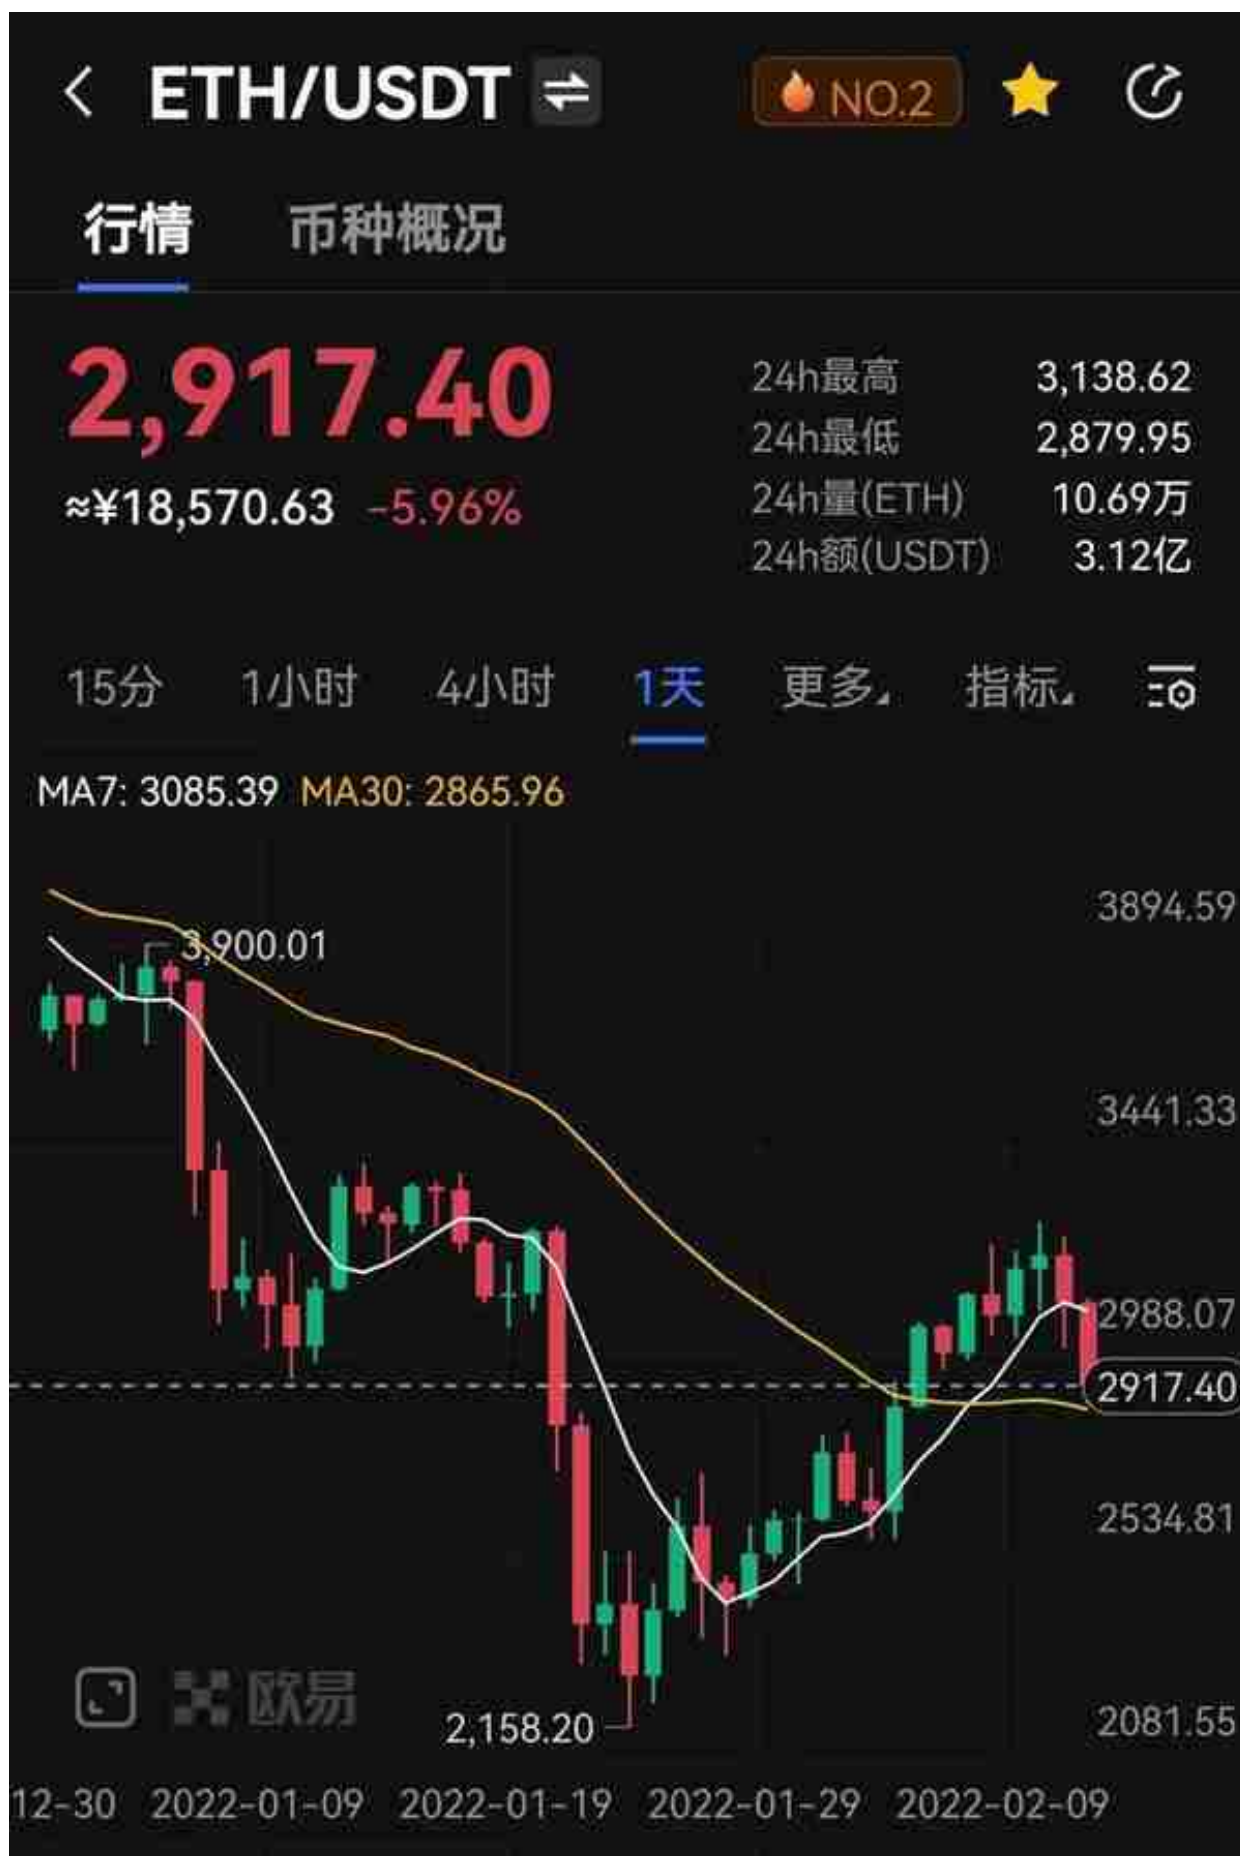 ETH/USDT NO.2
行情 币种概况
2,917.40
≈¥18,570.63 -5.96%
24h最高 3,138.62
24h最低 2,879.95
24h量(ETH) 10.69万
24h额(USDT) 3.12亿
15分 1小时 4小时 1天 更多 指标
MA7: 3085.39 MA30: 2865.96
3894.59
3,900.01
3441.33
2988.07
2917.40
2534.81
欧易
2,158.20
2081.55
12-30 2022-01-09 2022-01-19 2022-01-29 2022-02-09